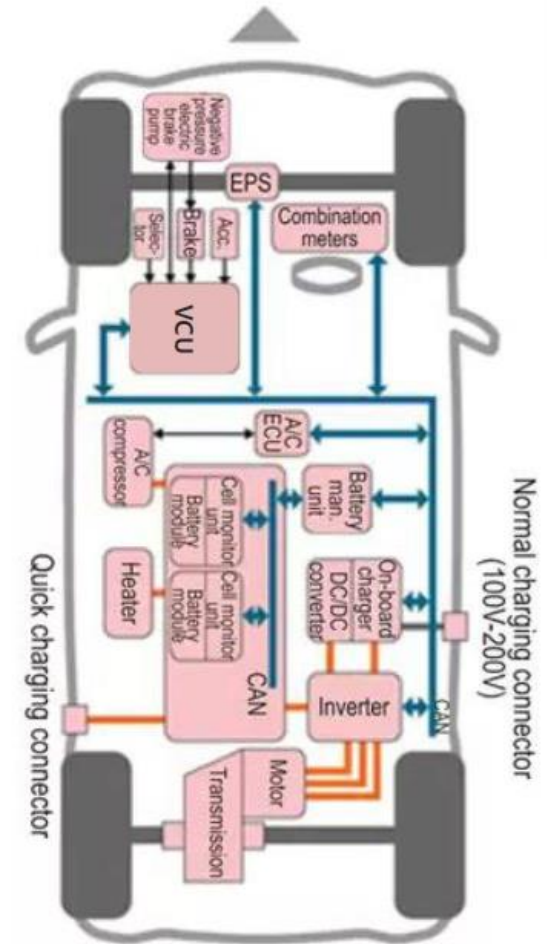 Negative
pressure
electric
brake
pump
EPS
Combination
meters
Selec-
tor
Brake
Acc.
VCU
A/C
ECU
A/C
compressor
Cell monitor
unit
Battery
module
Battery
man.
unit
Heater
Cell monitor
unit
Battery
module
On-board
charger
DC/DC
converter
Normal charging connector
(100V-200V)
Quick charging connector
CAN
Inverter
CAN
Motor
Transmission